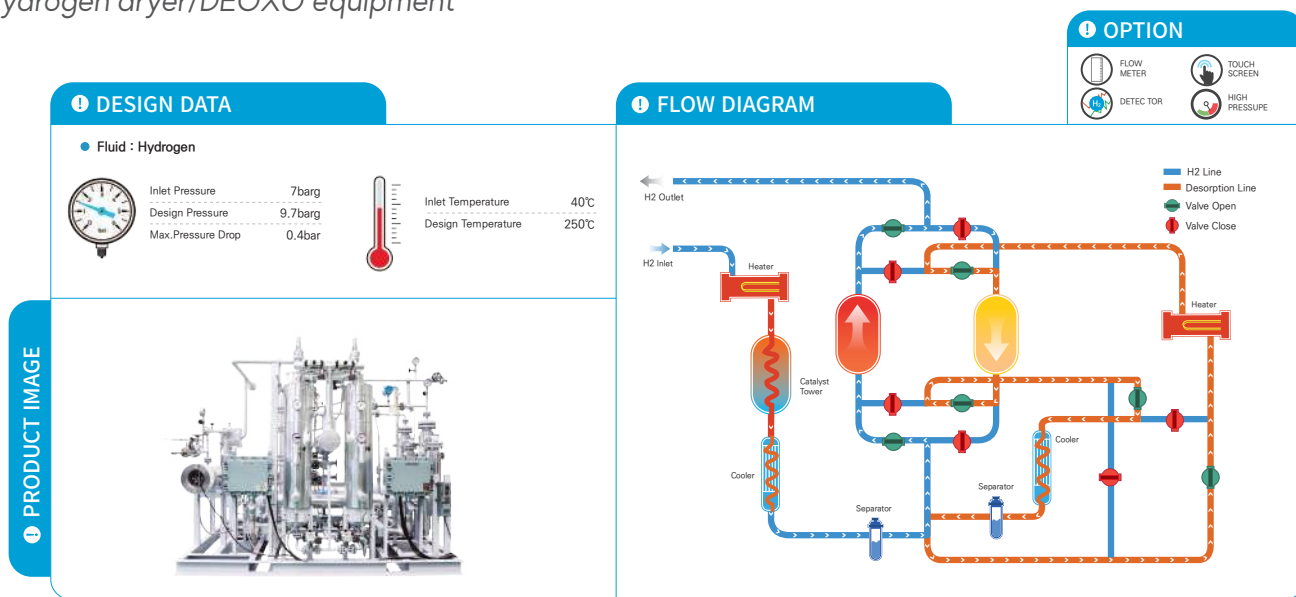 ydrogen dryer/DEOXO equipment
OPTION
FLOW
METER
TOUCH
SCREEN
DETEC TOR
HIGH
PRESSUPE
DESIGN DATA
Fluid : Hydrogen
Inlet Pressure 7barg
Design Pressure 9.7barg
Max.Pressure Drop 0.4bar
Inlet Temperature 40℃
Design Temperature 250℃
FLOW DIAGRAM
H2 Line
Desorption Line
Valve Open
Valve Close
H2 Outlet
H2 Inlet
Heater
Heater
Catalyst
Tower
Cooler
Cooler
Separator
Separator
PRODUCT IMAGE
H2